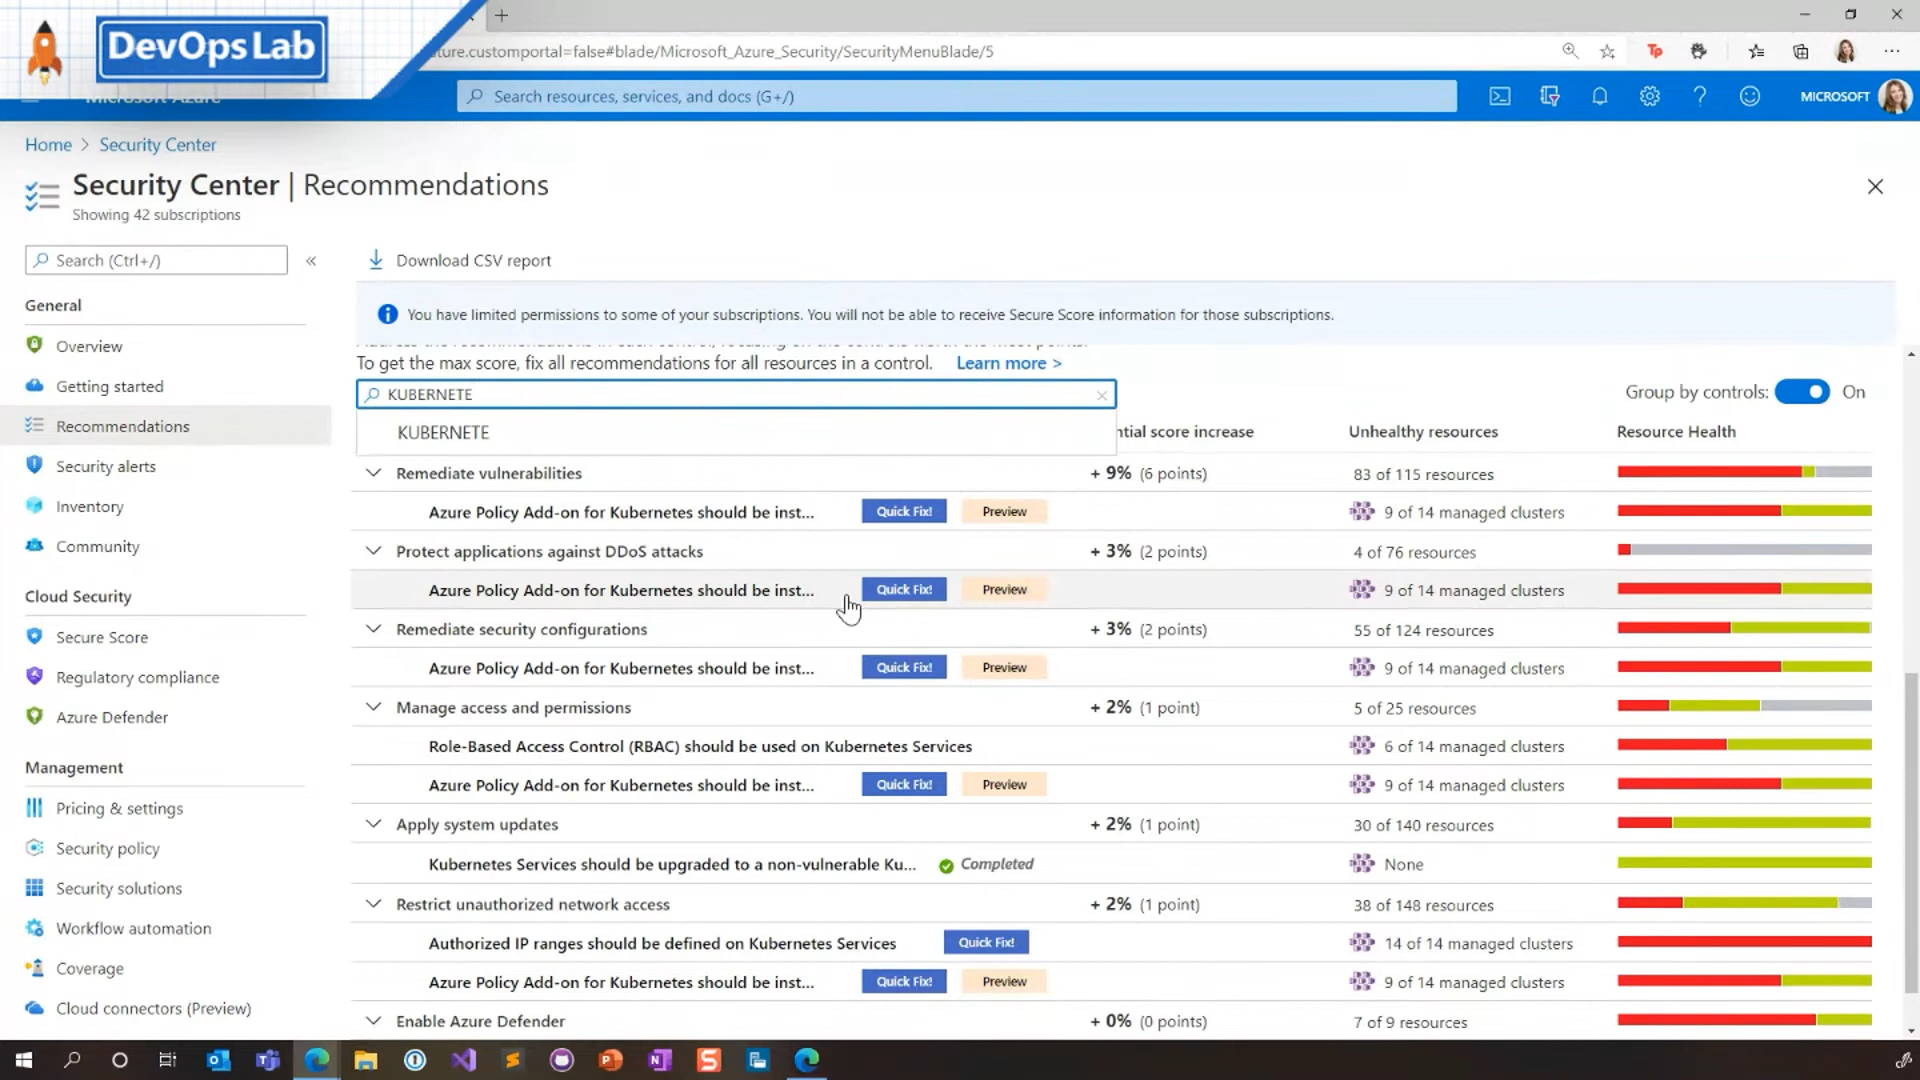 DevOps Lab
ture.customportal=false#blade/Microsoft_Azure_Security/SecurityMenuBlade/5
Microsoft Azure
Search resources, services, and docs (G+/)
MICROSOFT
Home > Security Center
Security Center | Recommendations
Showing 42 subscriptions
Search (Ctrl+/)
«
Download CSV report
General
You have limited permissions to some of your subscriptions. You will not be able to receive Secure Score information for those subscriptions.
Overview
Getting started
Recommendations
Security alerts
Inventory
Community
Cloud Security
Secure Score
Regulatory compliance
Azure Defender
Management
Pricing & settings
Security policy
Security solutions
Workflow automation
Coverage
Cloud connectors (Preview)
Address the recommendations in each control, focusing on the controls worth the most points.
To get the max score, fix all recommendations for all resources in a control. Learn more >
KUBERNETE
Group by controls: On
KUBERNETE
ntial score increase Unhealthy resources Resource Health
Remediate vulnerabilities + 9% (6 points) 83 of 115 resources
Azure Policy Add-on for Kubernetes should be inst... Quick Fix! Preview 9 of 14 managed clusters
Protect applications against DDoS attacks + 3% (2 points) 4 of 76 resources
Azure Policy Add-on for Kubernetes should be inst... Quick Fix! Preview 9 of 14 managed clusters
Remediate security configurations + 3% (2 points) 55 of 124 resources
Azure Policy Add-on for Kubernetes should be inst... Quick Fix! Preview 9 of 14 managed clusters
Manage access and permissions + 2% (1 point) 5 of 25 resources
Role-Based Access Control (RBAC) should be used on Kubernetes Services 6 of 14 managed clusters
Azure Policy Add-on for Kubernetes should be inst... Quick Fix! Preview 9 of 14 managed clusters
Apply system updates + 2% (1 point) 30 of 140 resources
Kubernetes Services should be upgraded to a non-vulnerable Ku... Completed None
Restrict unauthorized network access + 2% (1 point) 38 of 148 resources
Authorized IP ranges should be defined on Kubernetes Services Quick Fix! 14 of 14 managed clusters
Azure Policy Add-on for Kubernetes should be inst... Quick Fix! Preview 9 of 14 managed clusters
Enable Azure Defender + 0% (0 points) 7 of 9 resources